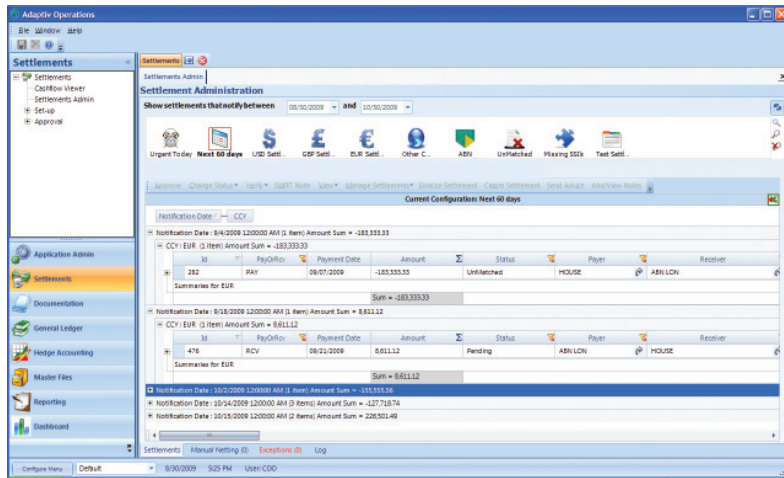 Adaptiv Operations
File Window Help
Settlements «
Settlements
Cashflow Viewer
Settlements Admin
Set-up
Approval
Application Admin
Settlements
Documentation
General Ledger
Hedge Accounting
Master Files
Reporting
Dashboard
Settlements
Settlements Admin
Settlement Administration
Show settlements that notify between 08/30/2009 and 10/30/2009
Urgent Today Next 60 days USD Settl... GBP Settl... EUR Settl... Other C... ABN UnMatched Missing SSIs Test Settl...
Approve Change Status Verify SWIFT Note View Manage Settlements Finalize Settlement Cancel Settlement Send Advice Add/View Notes
Current Configuration: Next 60 days
Notification Date CCY
Notification Date : 9/4/2009 12:00:00 AM (1 item) Amount Sum = -183,333.33
CCY: EUR (1 item) Amount Sum = -183,333.33
Id PayOrRcv Payment Date Amount Σ Status Payer Receiver
282 PAY 09/07/2009 -183,333.33 UnMatched HOUSE ABN LON
Summaries for EUR
Sum = -183,333.33
Notification Date : 9/18/2009 12:00:00 AM (1 item) Amount Sum = 8,611.12
CCY: EUR (1 item) Amount Sum = 8,611.12
Id PayOrRcv Payment Date Amount Σ Status Payer Receiver
476 RCV 09/21/2009 8,611.12 Pending ABN LON HOUSE
Summaries for EUR
Sum = 8,611.12
Notification Date : 10/2/2009 12:00:00 AM (1 item) Amount Sum = -155,555.56
Notification Date : 10/14/2009 12:00:00 AM (3 items) Amount Sum = -127,718.74
Notification Date : 10/15/2009 12:00:00 AM (2 items) Amount Sum = 226,501.49
Settlements Manual Netting (0) Exceptions (0) Log
Configure Menu Default 8/30/2009 5:25 PM User: COO